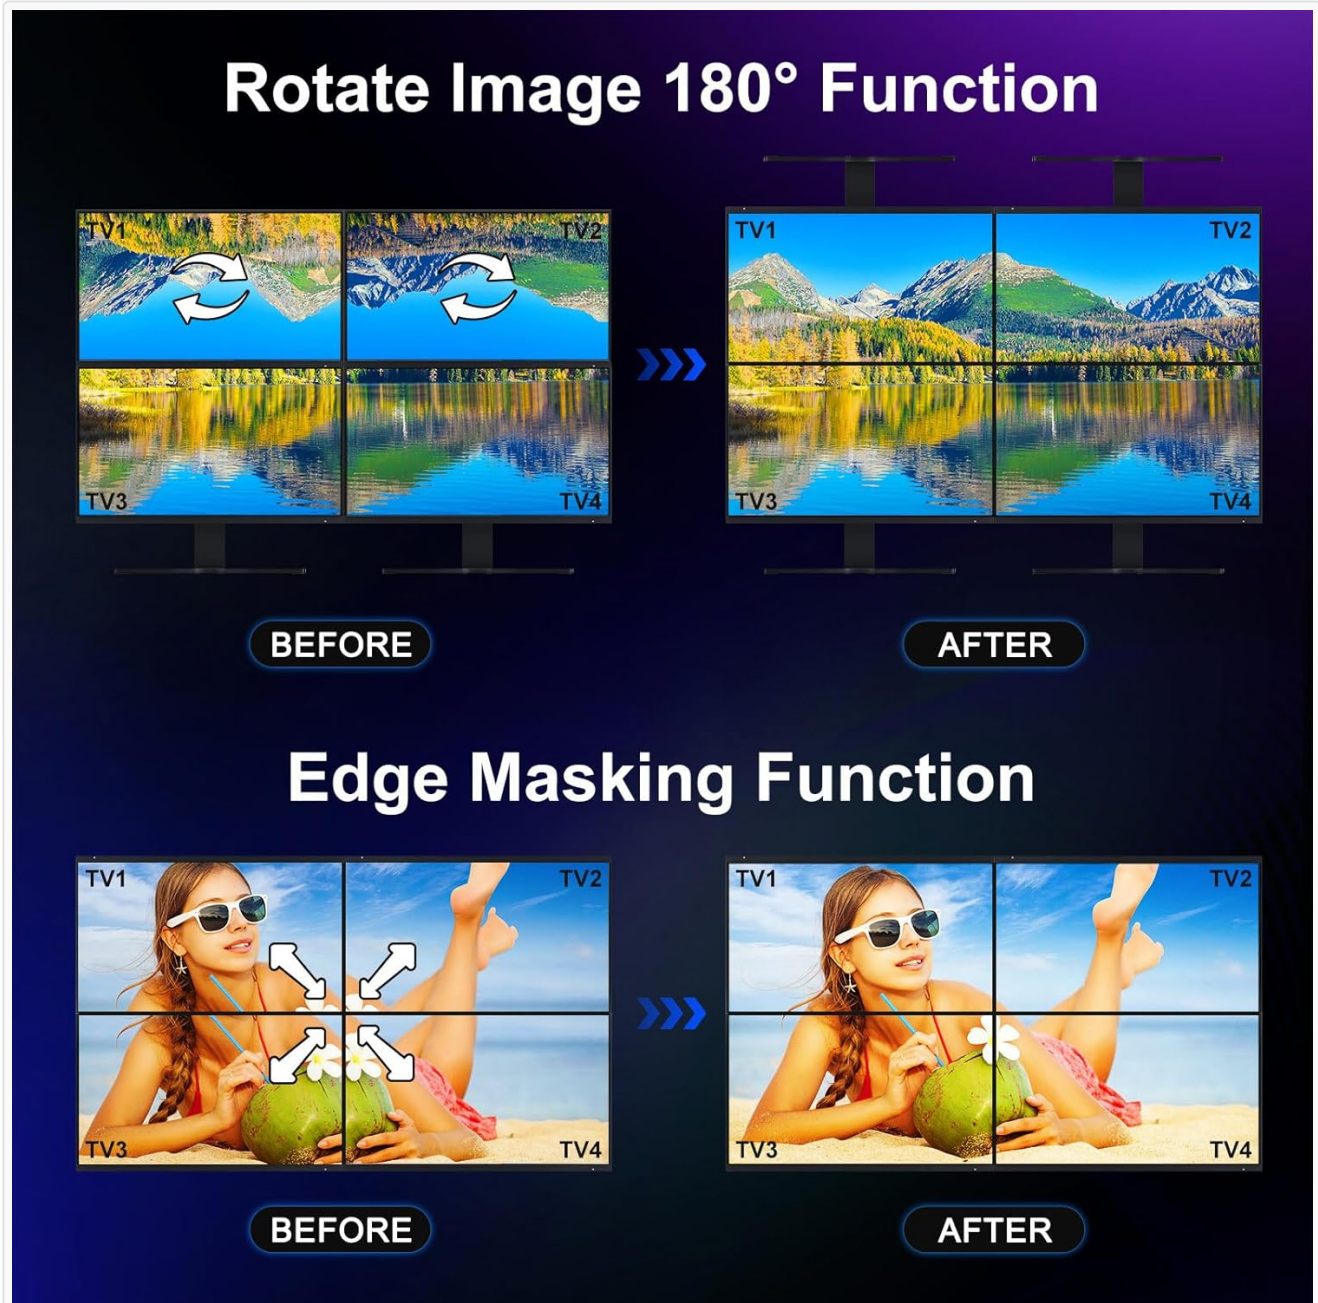 Rotate Image 180° Function
TV1
TV2
TV3
TV4
TV1
TV2
TV3
TV4
BEFORE
AFTER
Edge Masking Function
TV1
TV2
TV3
TV4
TV1
TV2
TV3
TV4
BEFORE
AFTER